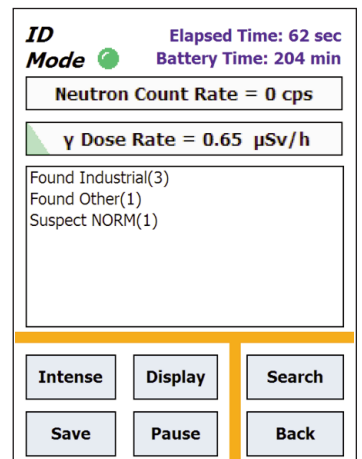 ID Mode
Elapsed Time: 62 sec
Battery Time: 204 min
Neutron Count Rate = 0 cps
γ Dose Rate = 0.65 μSv/h
Found Industrial(3)
Found Other(1)
Suspect NORM(1)
Intense Display Search
Save Pause Back